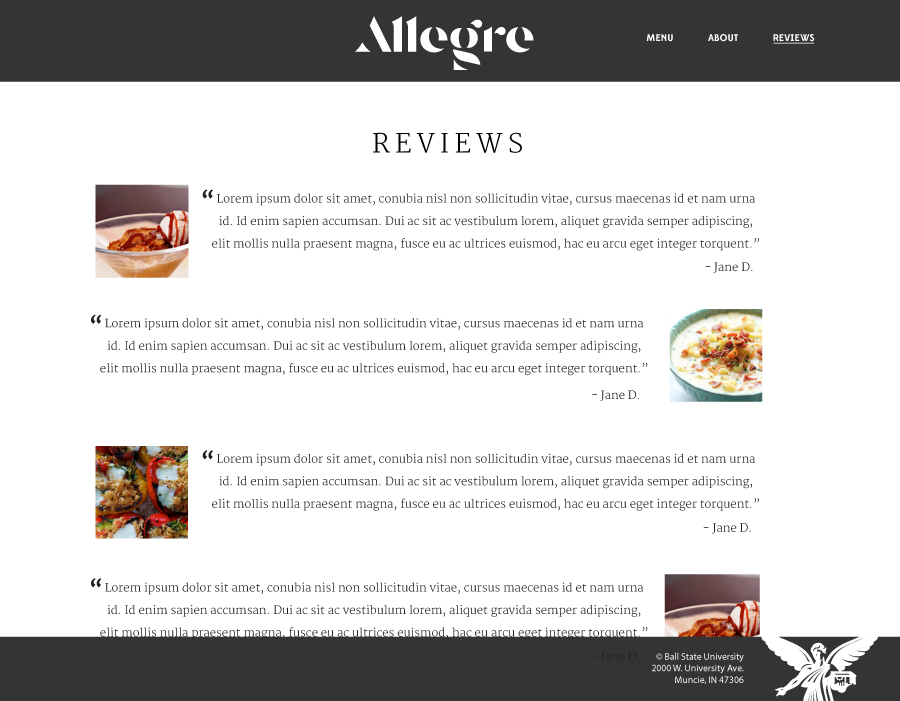 Allegre
MENU ABOUT REVIEWS
REVIEWS
“ Lorem ipsum dolor sit amet, conubia nisl non sollicitudin vitae, cursus maecenas id et nam urna
id. Id enim sapien accumsan. Dui ac sit ac vestibulum lorem, aliquet gravida semper adipiscing,
elit mollis nulla praesent magna, fusce eu ac ultrices euismod, hac eu arcu eget integer torquent.”
- Jane D.
“ Lorem ipsum dolor sit amet, conubia nisl non sollicitudin vitae, cursus maecenas id et nam urna
id. Id enim sapien accumsan. Dui ac sit ac vestibulum lorem, aliquet gravida semper adipiscing,
elit mollis nulla praesent magna, fusce eu ac ultrices euismod, hac eu arcu eget integer torquent.”
- Jane D.
“ Lorem ipsum dolor sit amet, conubia nisl non sollicitudin vitae, cursus maecenas id et nam urna
id. Id enim sapien accumsan. Dui ac sit ac vestibulum lorem, aliquet gravida semper adipiscing,
elit mollis nulla praesent magna, fusce eu ac ultrices euismod, hac eu arcu eget integer torquent.”
- Jane D.
“ Lorem ipsum dolor sit amet, conubia nisl non sollicitudin vitae, cursus maecenas id et nam urna
id. Id enim sapien accumsan. Dui ac sit ac vestibulum lorem, aliquet gravida semper adipiscing,
elit mollis nulla praesent magna, fusce eu ac ultrices euismod, hac eu arcu eget integer torquent.”
- Jane D.
© Ball State University
2000 W. University Ave.
Muncie, IN 47306